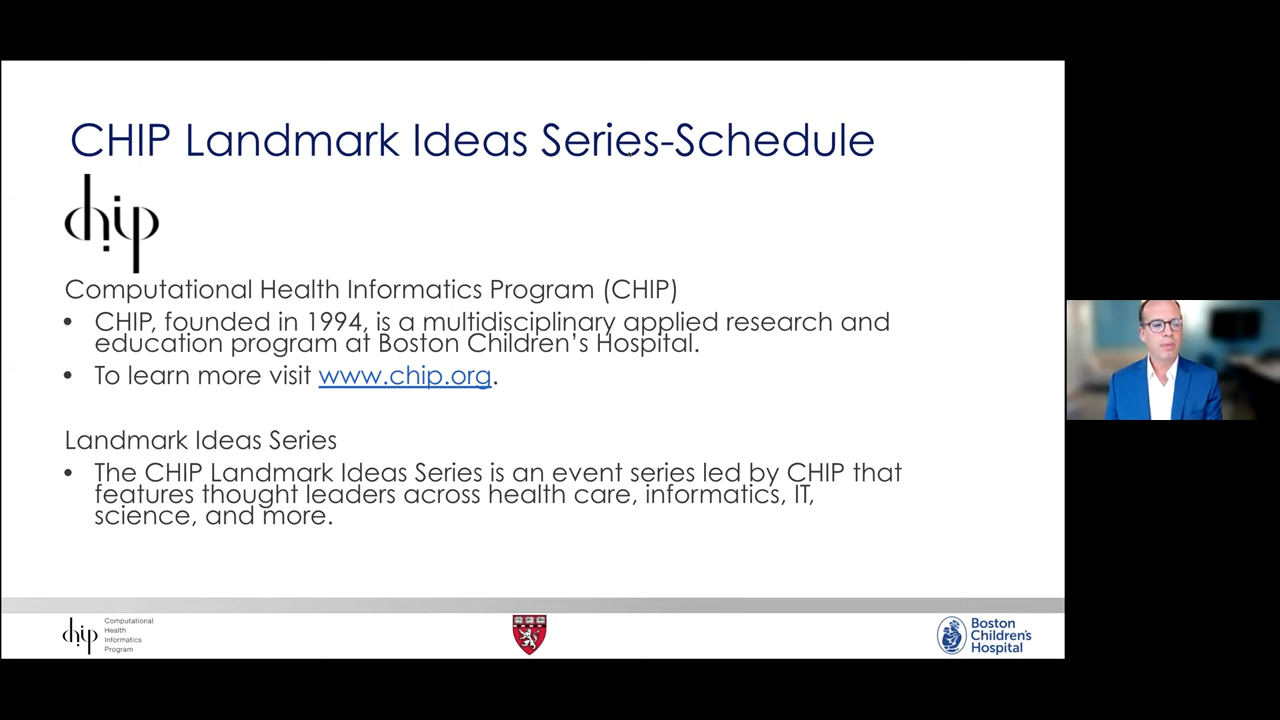 CHIP Landmark Ideas Series-Schedule
chip
Computational Health Informatics Program (CHIP)
• CHIP, founded in 1994, is a multidisciplinary applied research and
education program at Boston Children’s Hospital.
• To learn more visit www.chip.org.
Landmark Ideas Series
• The CHIP Landmark Ideas Series is an event series led by CHIP that
features thought leaders across health care, informatics, IT,
science, and more.
chip
Computational
Health
Informatics
Program
Boston
Children's
Hospital